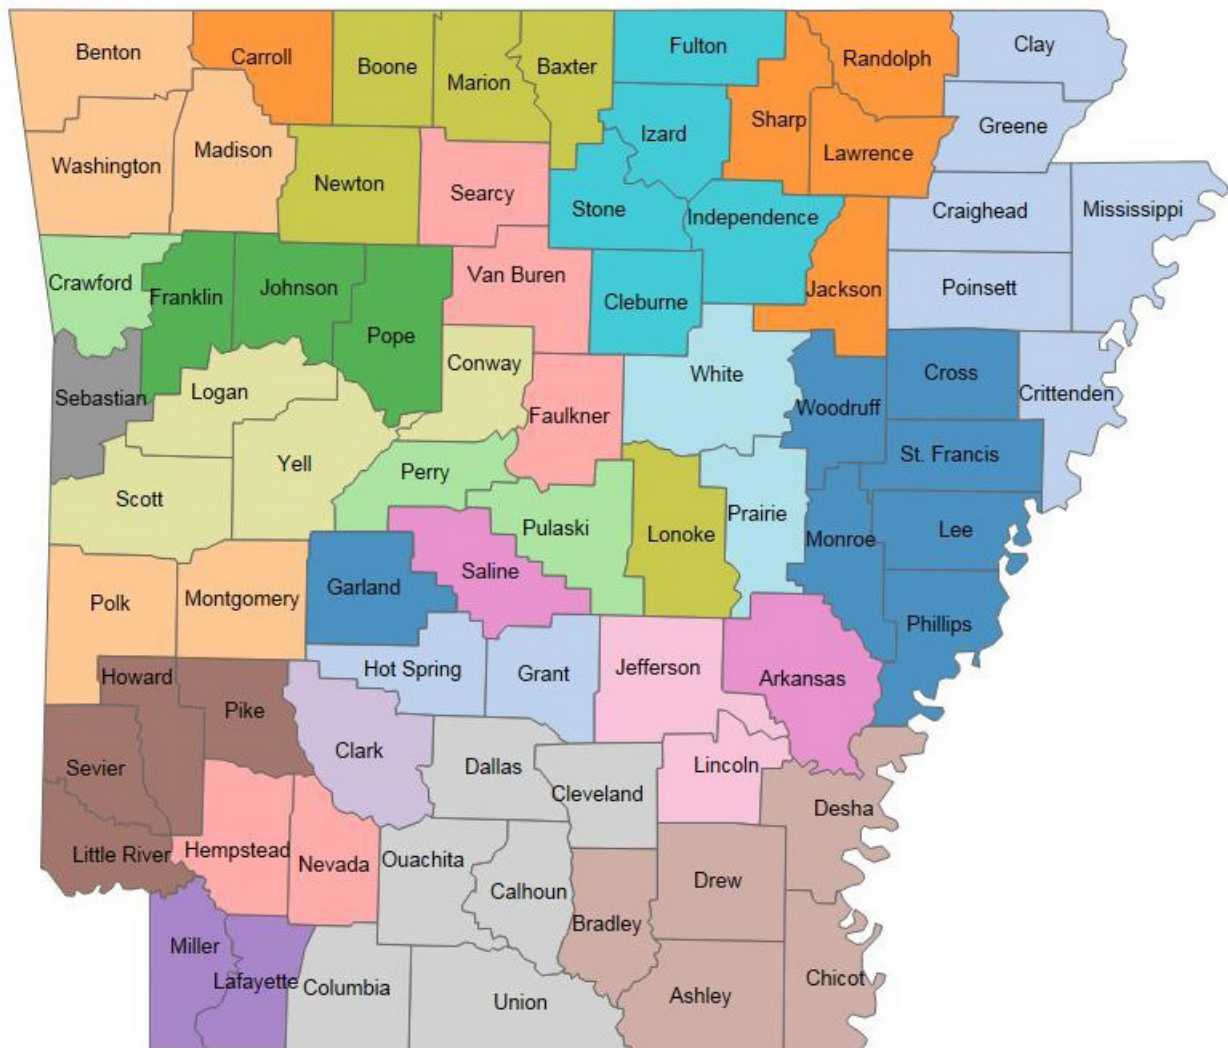 Benton
Carroll
Boone
Marion
Baxter
Fulton
Randolph
Clay
Sharp
Izard
Greene
Washington
Madison
Newton
Searcy
Lawrence
Stone
Independence
Craighead
Mississippi
Crawford
Franklin
Johnson
Pope
Van Buren
Cleburne
Jackson
Poinsett
Sebastian
Logan
Conway
Faulkner
White
Woodruff
Cross
Crittenden
Scott
Yell
Perry
Pulaski
Lonoke
Prairie
St. Francis
Monroe
Lee
Polk
Montgomery
Garland
Saline
Phillips
Howard
Pike
Hot Spring
Grant
Jefferson
Arkansas
Sevier
Clark
Dallas
Cleveland
Lincoln
Desha
Little River
Hempstead
Nevada
Ouachita
Calhoun
Bradley
Drew
Miller
Lafayette
Columbia
Union
Ashley
Chicot